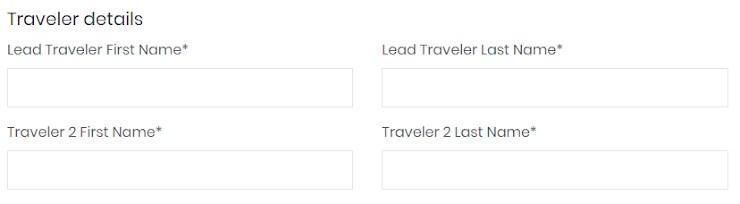 Traveler details
Lead Traveler First Name*
Lead Traveler Last Name*
Traveler 2 First Name*
Traveler 2 Last Name*